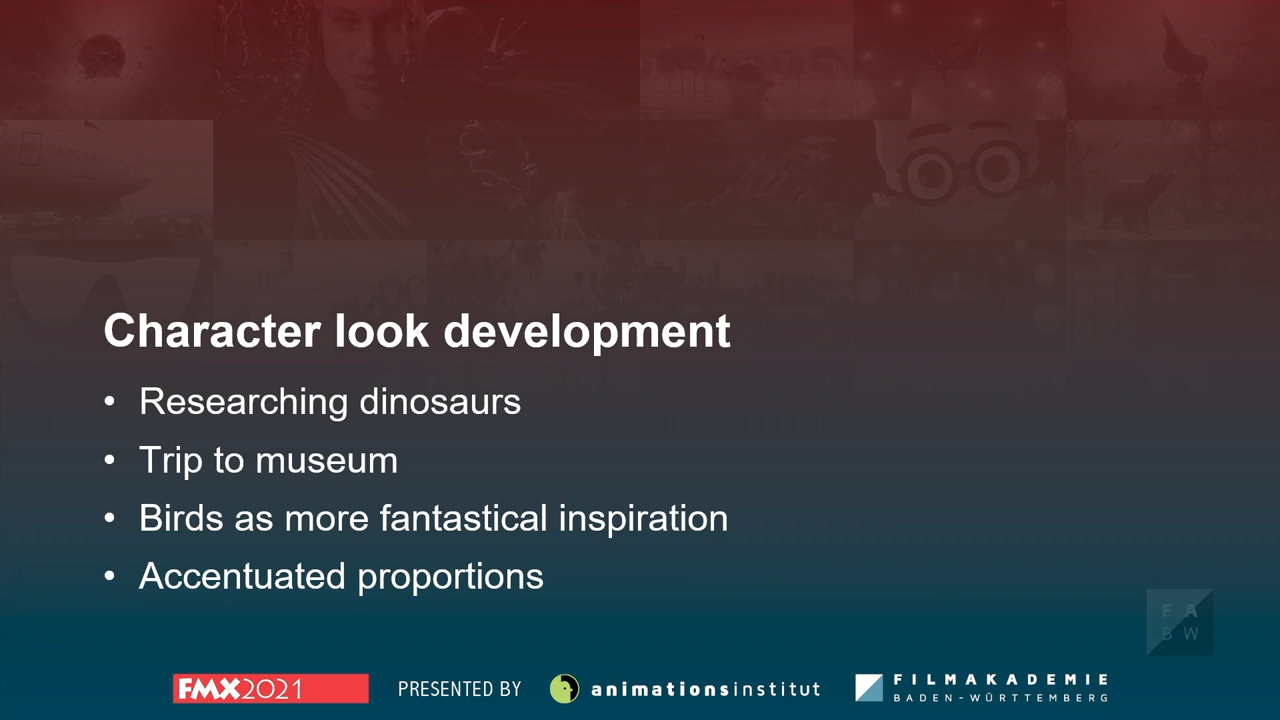 Character look development
• Researching dinosaurs
• Trip to museum
• Birds as more fantastical inspiration
• Accentuated proportions
F A
B W
FMX2021 PRESENTED BY animationsinstitut FILMAKADEMIE
BADEN-WÜRTTEMBERG